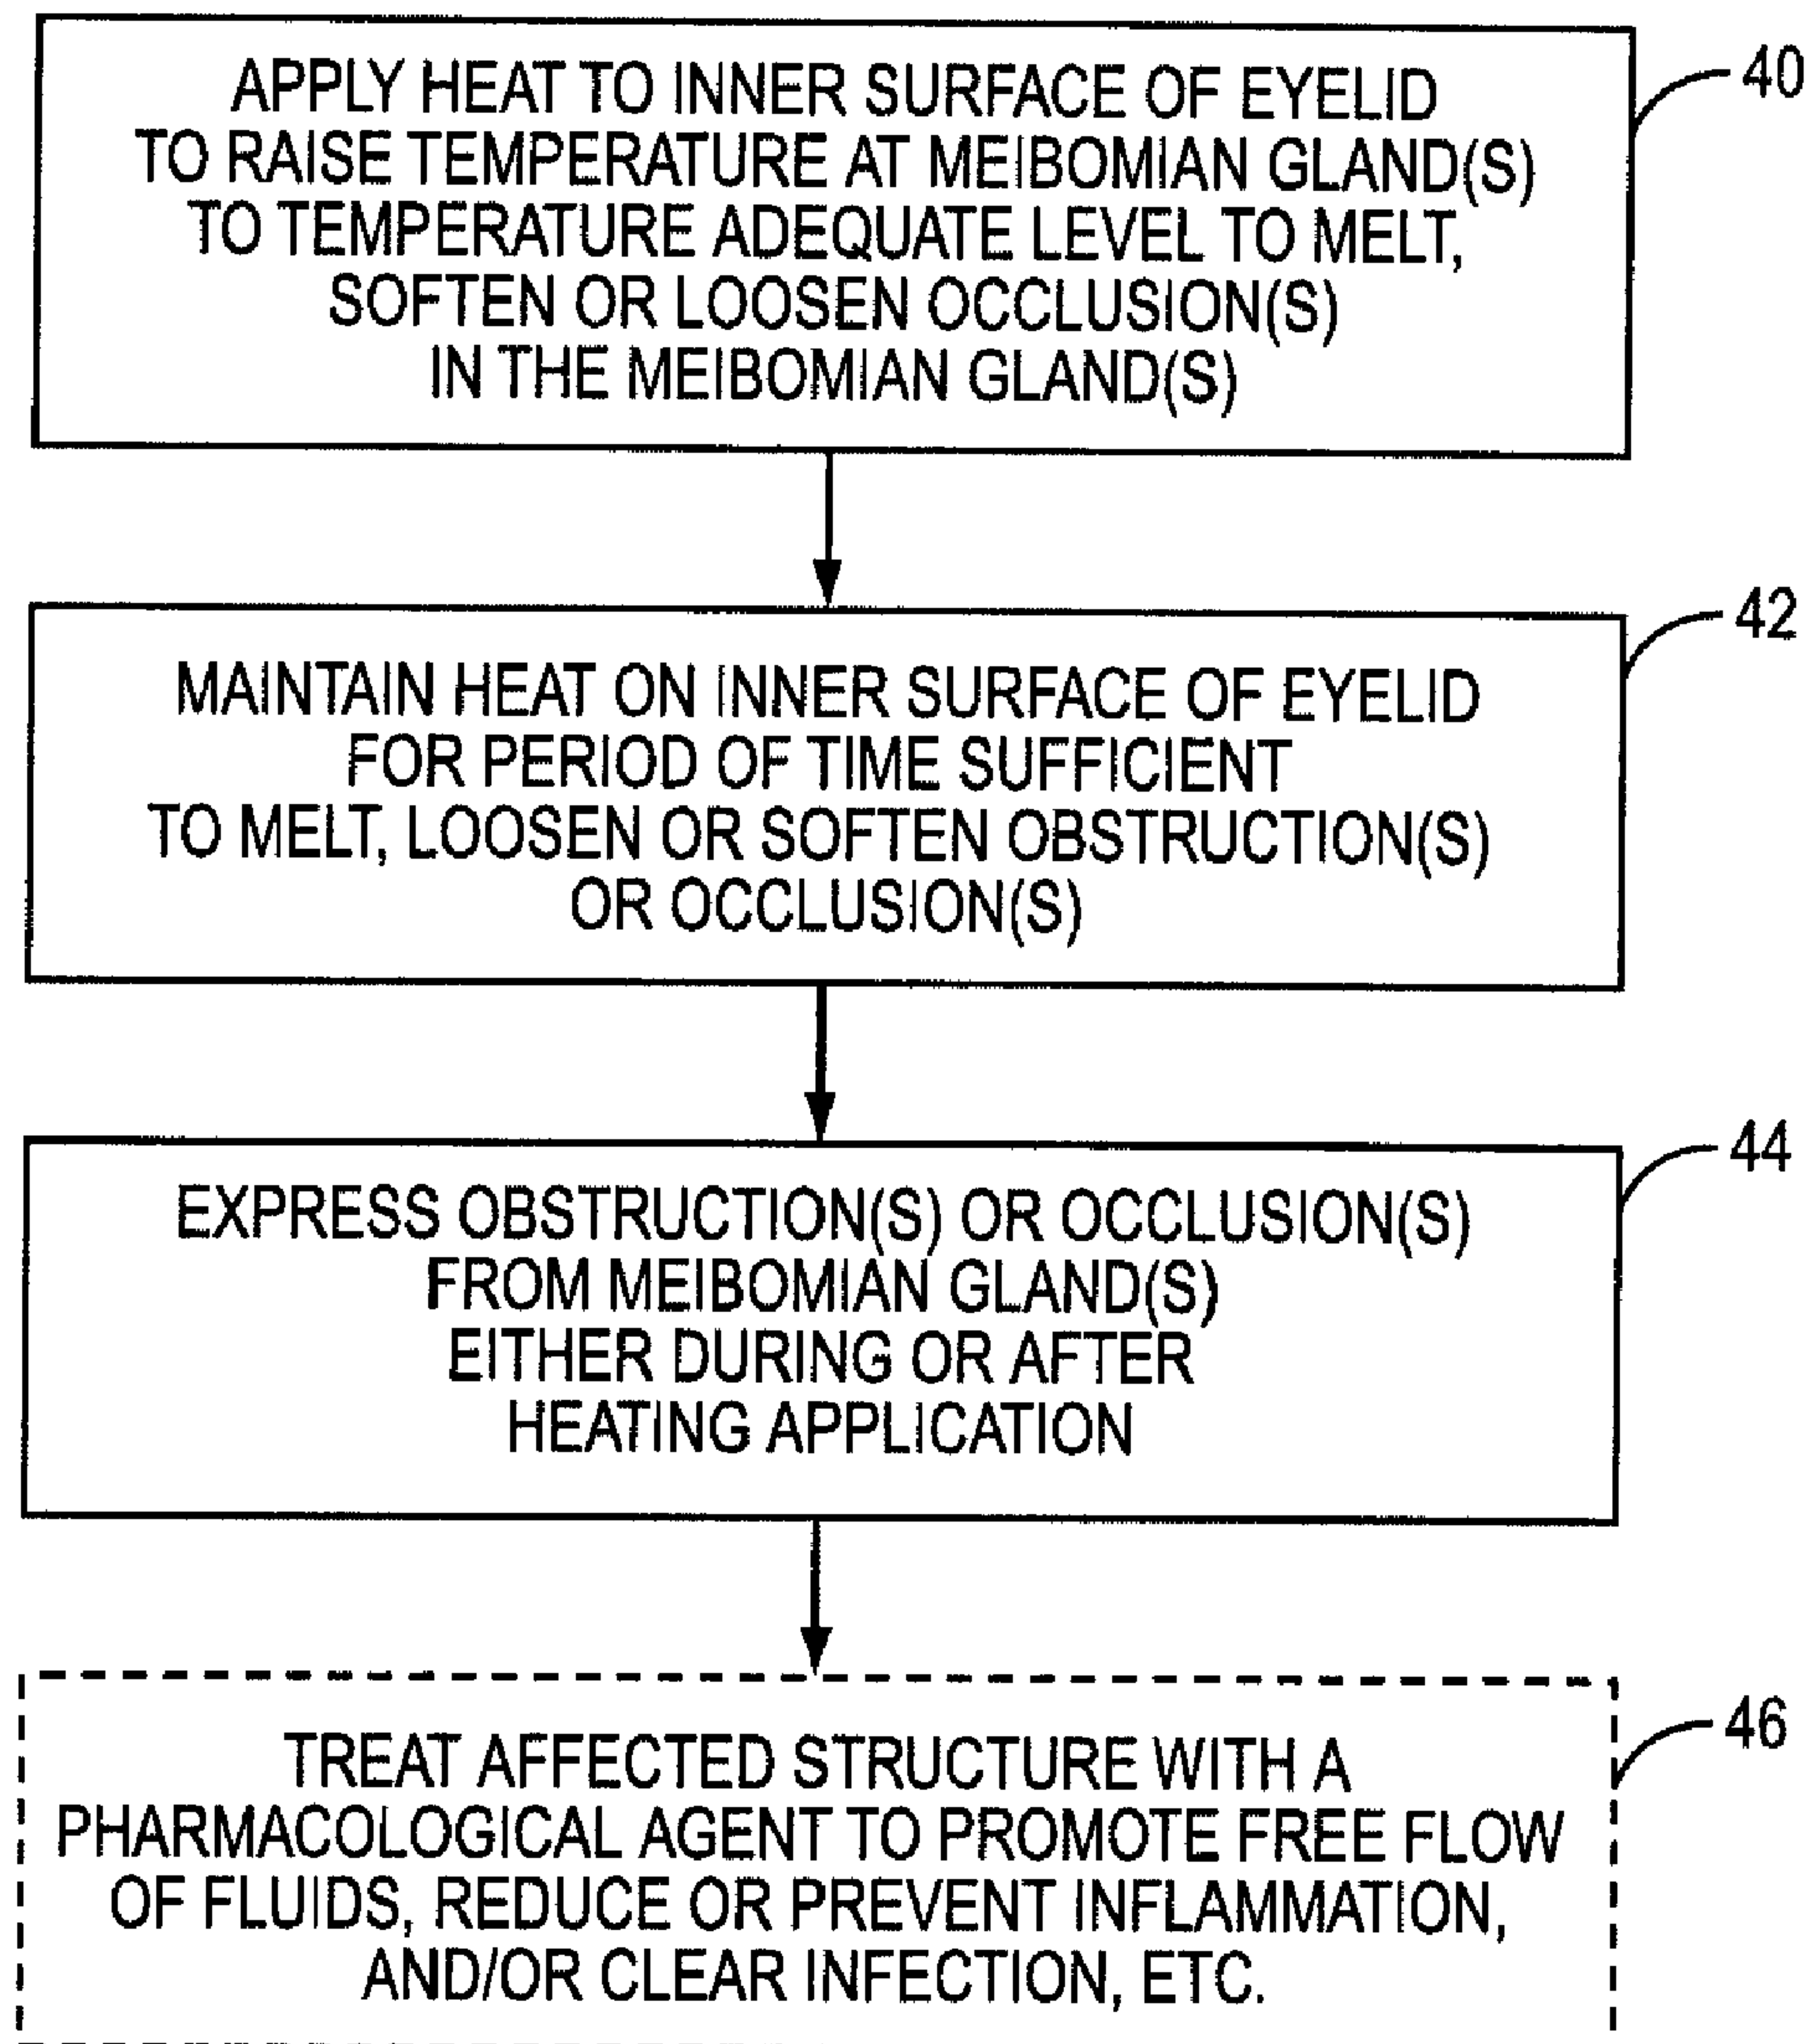 APPLY HEAT TO INNER SURFACE OF EYELID
TO RAISE TEMPERATURE AT MEIBOMIAN GLAND(S)
TO TEMPERATURE ADEQUATE LEVEL TO MELT,
SOFTEN OR LOOSEN OCCLUSION(S)
IN THE MEIBOMIAN GLAND(S)
40
MAINTAIN HEAT ON INNER SURFACE OF EYELID
FOR PERIOD OF TIME SUFFICIENT
TO MELT, LOOSEN OR SOFTEN OBSTRUCTION(S)
OR OCCLUSION(S)
42
EXPRESS OBSTRUCTION(S) OR OCCLUSION(S)
FROM MEIBOMIAN GLAND(S)
EITHER DURING OR AFTER
HEATING APPLICATION
44
TREAT AFFECTED STRUCTURE WITH A
PHARMACOLOGICAL AGENT TO PROMOTE FREE FLOW
OF FLUIDS, REDUCE OR PREVENT INFLAMMATION,
AND/OR CLEAR INFECTION, ETC.
46